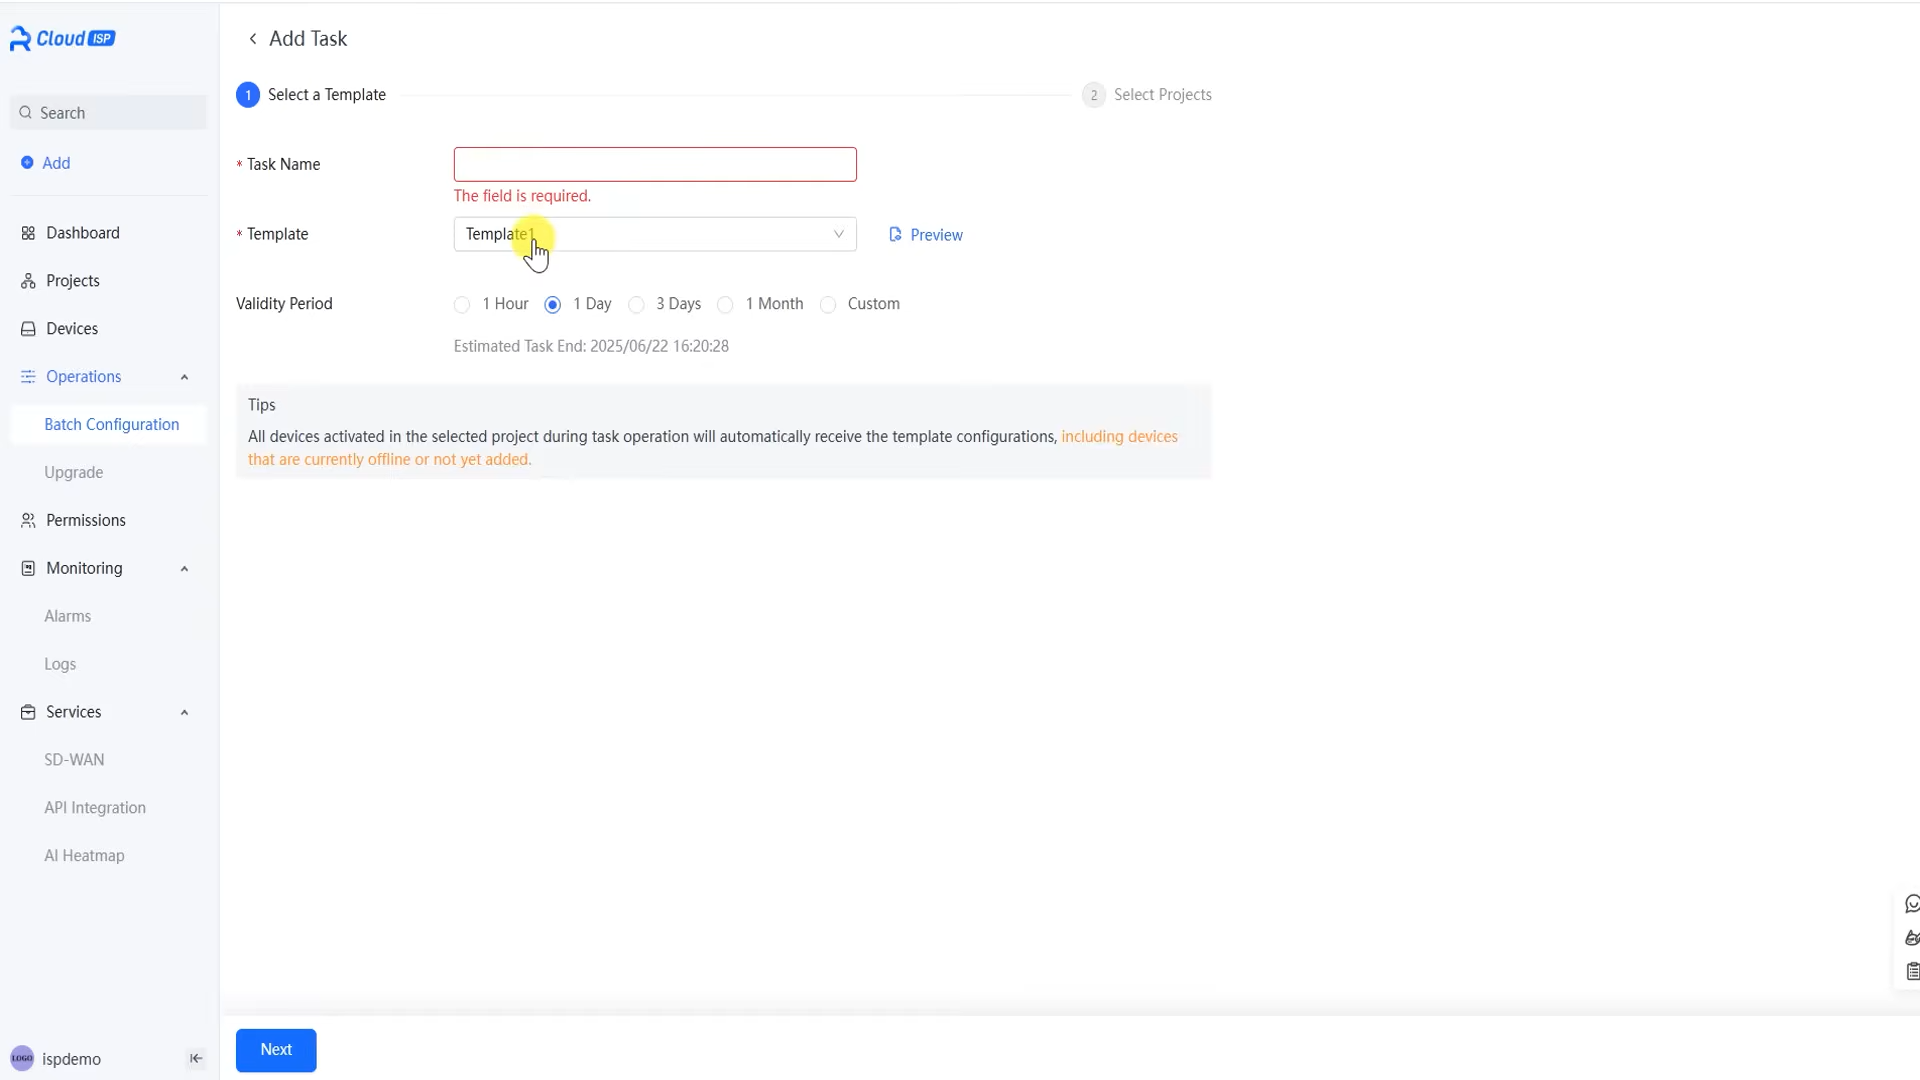 Cloud ISP
Search
Add
Dashboard
Projects
Devices
Operations
Batch Configuration
Upgrade
Permissions
Monitoring
Alarms
Logs
Services
SD-WAN
API Integration
AI Heatmap
LOGO ispdemo
Add Task
1 Select a Template
2 Select Projects
* Task Name
The field is required.
* Template Template1 Preview
Validity Period 1 Hour 1 Day 3 Days 1 Month Custom
Estimated Task End: 2025/06/22 16:20:28
Tips
All devices activated in the selected project during task operation will automatically receive the template configurations, including devices
that are currently offline or not yet added.
Next